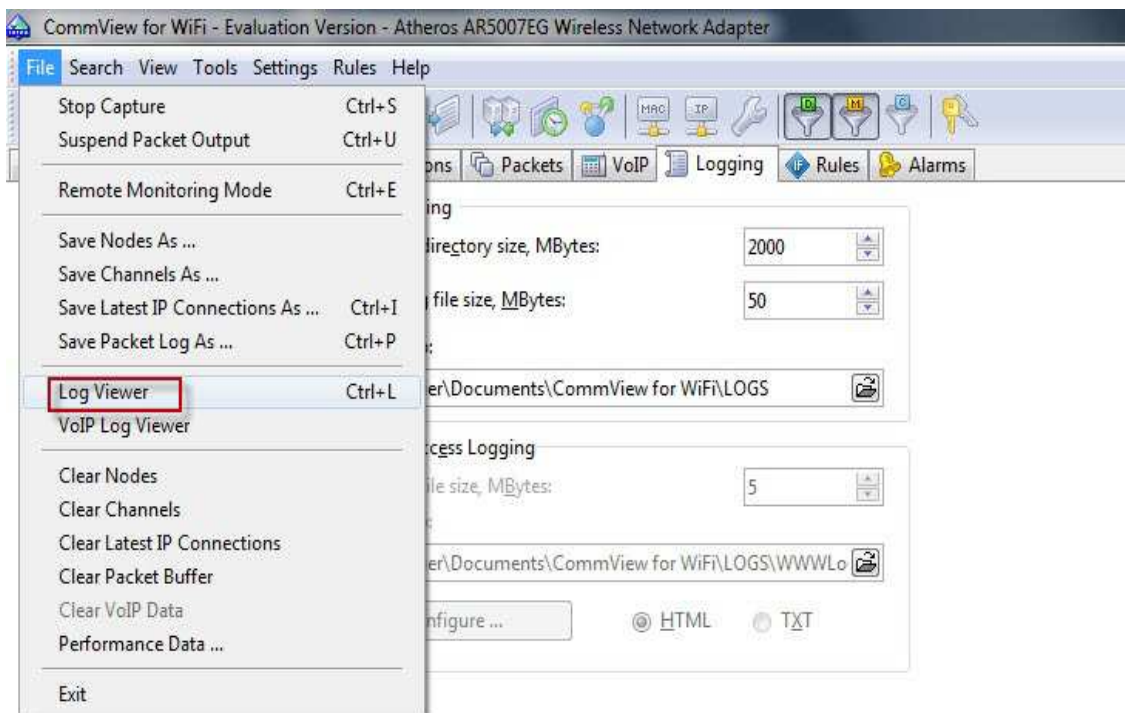 CommView for WiFi - Evaluation Version - Atheros AR5007EG Wireless Network Adapter
File Search View Tools Settings Rules Help
Stop Capture Ctrl+S
Suspend Packet Output Ctrl+U
Remote Monitoring Mode Ctrl+E
Save Nodes As ...
Save Channels As ...
Save Latest IP Connections As ... Ctrl+I
Save Packet Log As ... Ctrl+P
Log Viewer Ctrl+L
VoIP Log Viewer
Clear Nodes
Clear Channels
Clear Latest IP Connections
Clear Packet Buffer
Clear VoIP Data
Performance Data ...
Exit
MAC IP D M C
ons Packets VoIP Logging IF Rules Alarms
ing
directory size, MBytes: 2000
file size, MBytes: 50
er\Documents\CommView for WiFi\LOGS
ccess Logging
ile size, MBytes: 5
er\Documents\CommView for WiFi\LOGS\WWWLo
nfigure ... HTML TXT